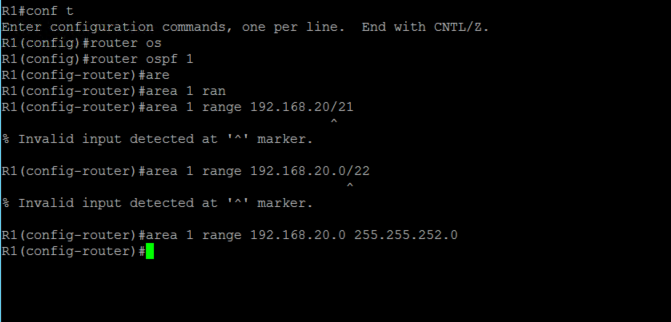 R1#conf t
Enter configuration commands, one per line.  End with CNTL/Z.
R1(config)#router os
R1(config)#router ospf 1
R1(config-router)#are
R1(config-router)#area 1 ran
R1(config-router)#area 1 range 192.168.20/21
^
% Invalid input detected at '^' marker.
R1(config-router)#area 1 range 192.168.20.0/22
^
% Invalid input detected at '^' marker.
R1(config-router)#area 1 range 192.168.20.0 255.255.252.0
R1(config-router)#